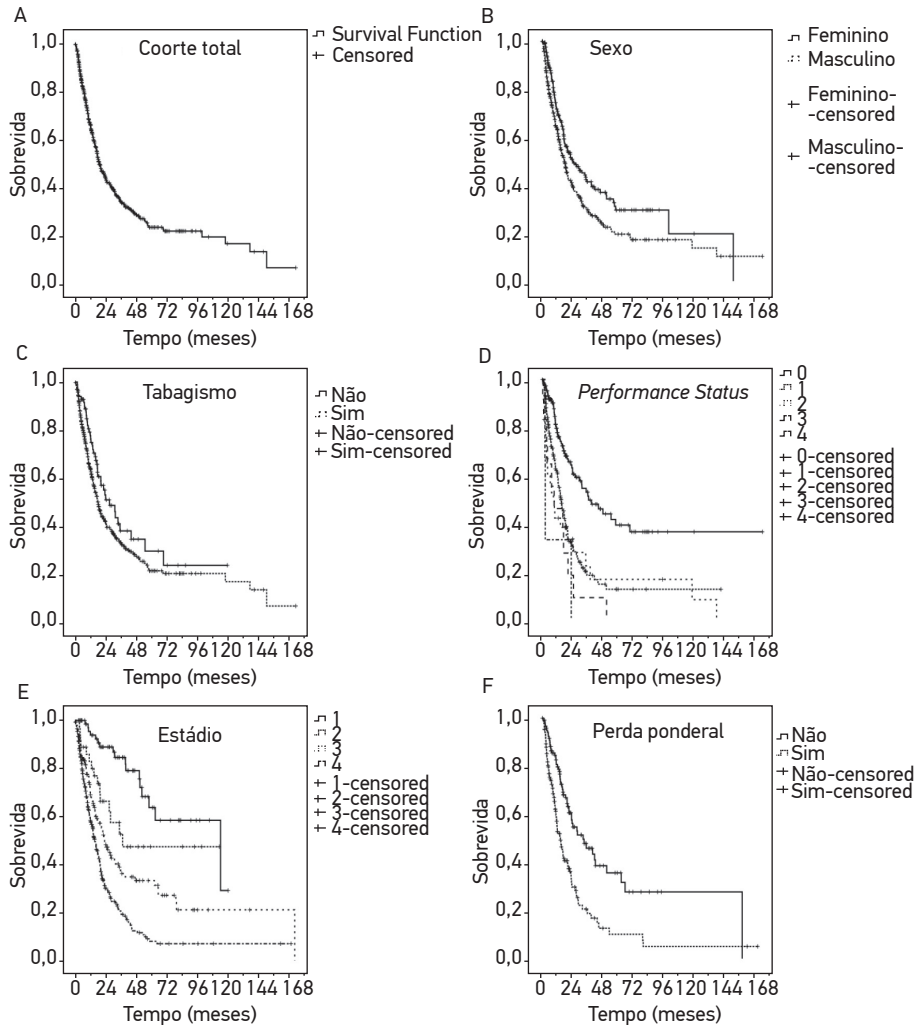 A
Coorte total
Survival Function
Censored
Sobrevida
1,0
0,8
0,6
0,4
0,2
0,0
0 24 48 72 96 120 144 168
Tempo (meses)
B
Sexo
Feminino
Masculino
Feminino-
-censored
Masculino-
-censored
Sobrevida
1,0
0,8
0,6
0,4
0,2
0,0
0 24 48 72 96 120 144 168
Tempo (meses)
C
Tabagismo
Não
Sim
Não-censored
Sim-censored
Sobrevida
1,0
0,8
0,6
0,4
0,2
0,0
0 24 48 72 96 120 144 168
Tempo (meses)
D
Performance Status
0
1
2
3
4
0-censored
1-censored
2-censored
3-censored
4-censored
Sobrevida
1,0
0,8
0,6
0,4
0,2
0,0
0 24 48 72 96 120 144 168
Tempo (meses)
E
Estádio
1
2
3
4
1-censored
2-censored
3-censored
4-censored
Sobrevida
1,0
0,8
0,6
0,4
0,2
0,0
0 24 48 72 96 120 144 168
Tempo (meses)
F
Perda ponderal
Não
Sim
Não-censored
Sim-censored
Sobrevida
1,0
0,8
0,6
0,4
0,2
0,0
0 24 48 72 96 120 144 168
Tempo (meses)